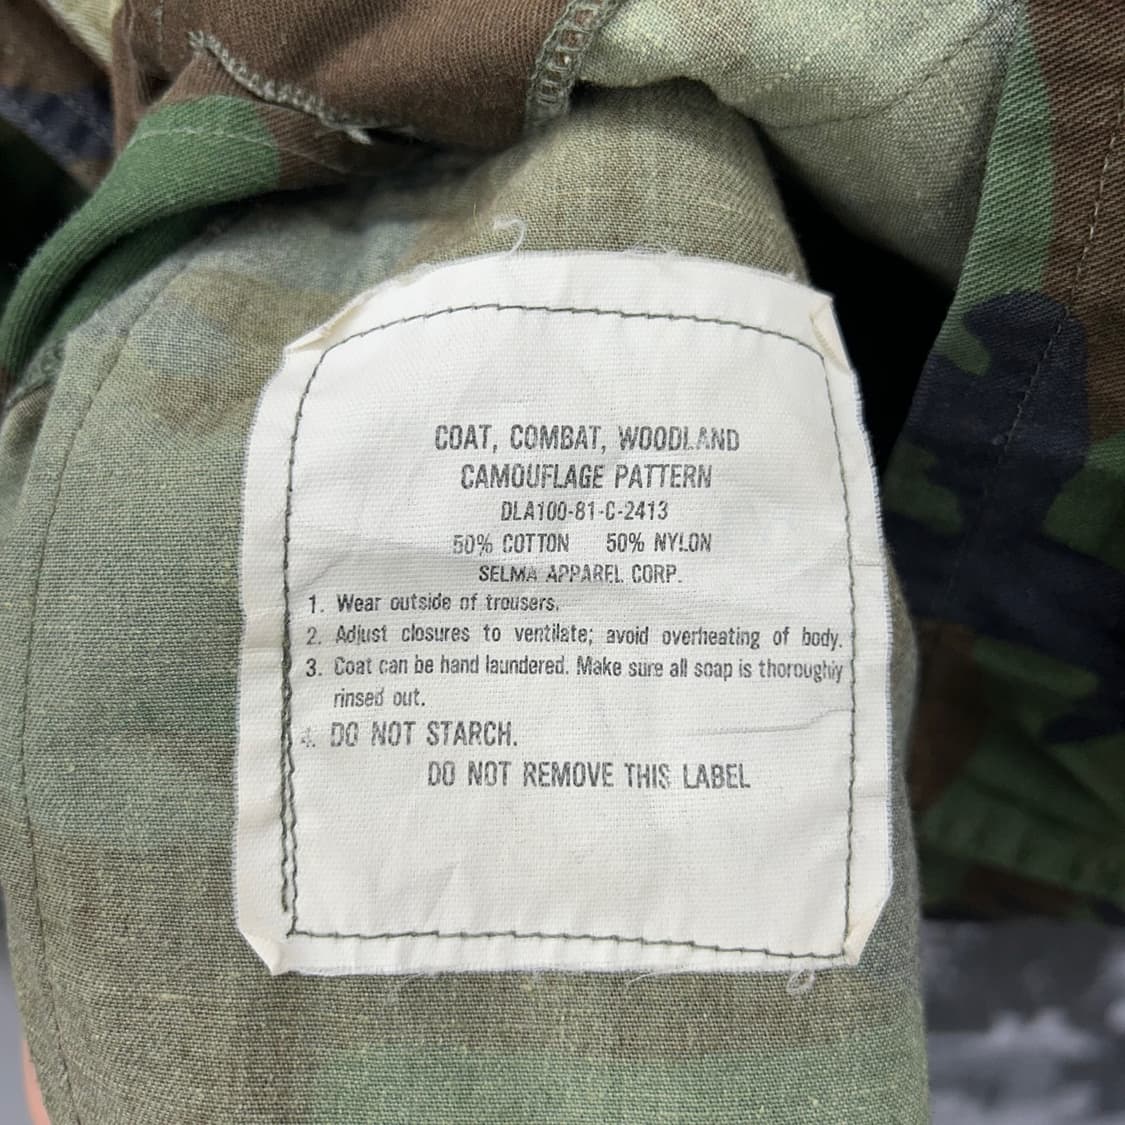 COAT, COMBAT, WOODLAND
CAMOUFLAGE PATTERN
DLA100-81-C-2413
50% COTTON 50% NYLON
SELMA APPAREL CORP.
1. Wear outside of trousers.
2. Adjust closures to ventilate; avoid overheating of body.
3. Coat can be hand laundered. Make sure all soap is thoroughly
rinsed out.
4. DO NOT STARCH.
DO NOT REMOVE THIS LABEL